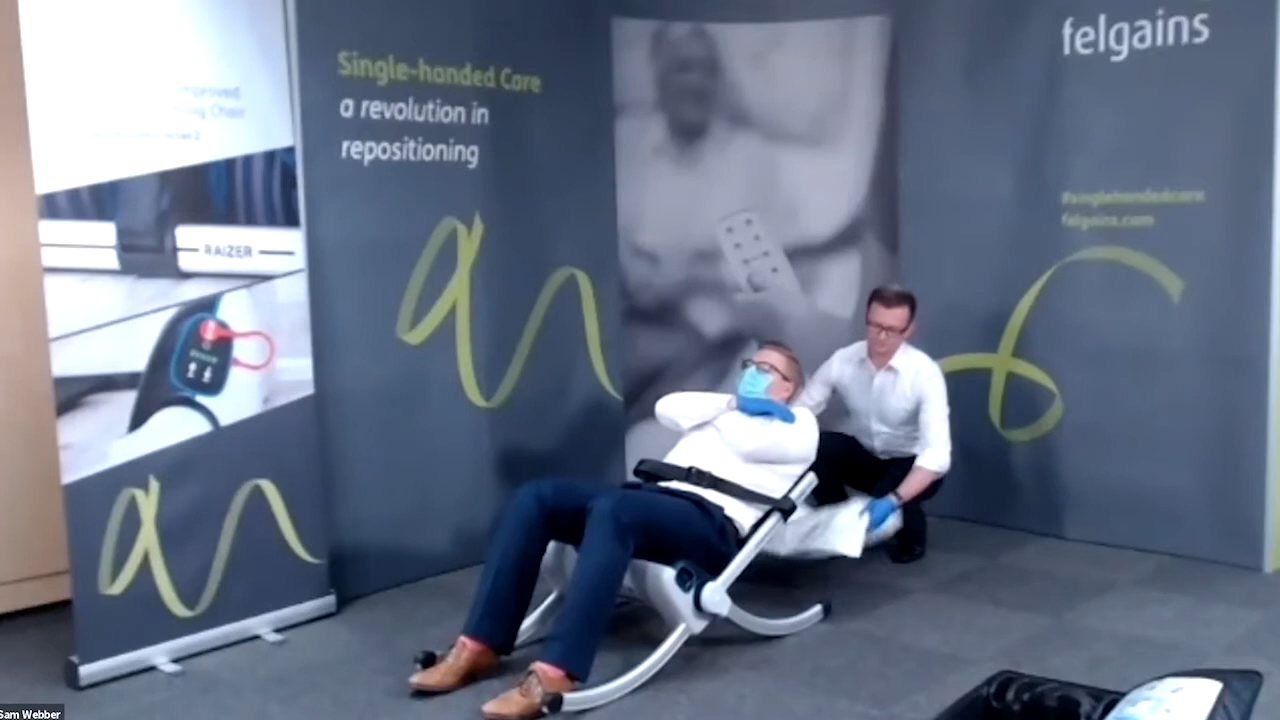 Single-handed Care
a revolution in
repositioning
felgains
#singlehandedcare
felgains.com
RAIZER
Sam Webber